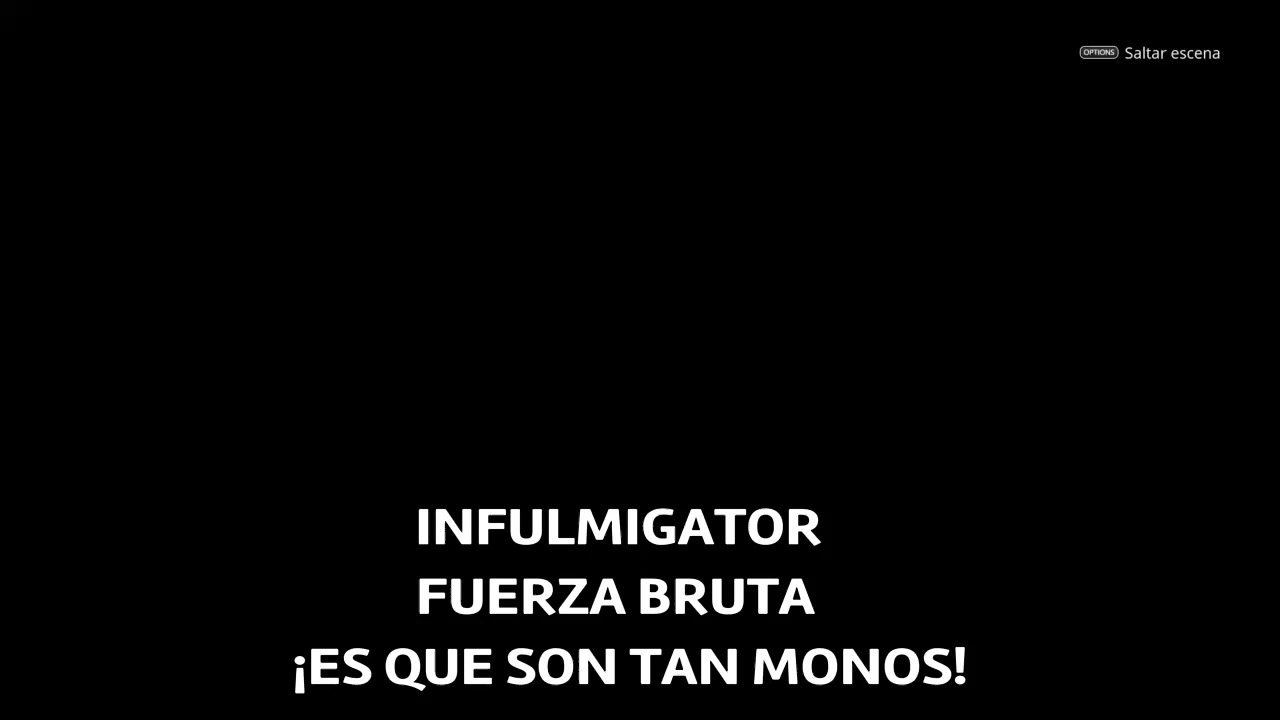 OPTIONS Saltar escena
INFULMIGATOR
FUERZA BRUTA
¡ES QUE SON TAN MONOS!